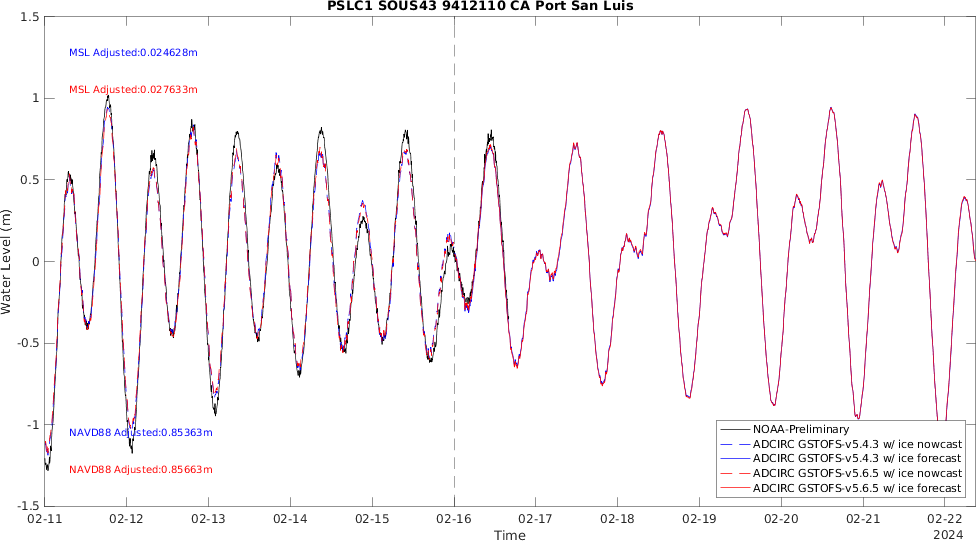 PSLC1 SOUS43 9412110 CA Port San Luis
1.5
1
0.5
0
-0.5
-1
-1.5
Water Level (m)
MSL Adjusted:0.024628m
MSL Adjusted:0.027633m
NAVD88 Adjusted:0.85363m
NAVD88 Adjusted:0.85663m
NOAA-Preliminary
ADCIRC GSTOFS-v5.4.3 w/ ice nowcast
ADCIRC GSTOFS-v5.4.3 w/ ice forecast
ADCIRC GSTOFS-v5.6.5 w/ ice nowcast
ADCIRC GSTOFS-v5.6.5 w/ ice forecast
02-11 02-12 02-13 02-14 02-15 02-16 02-17 02-18 02-19 02-20 02-21 02-22
Time
2024